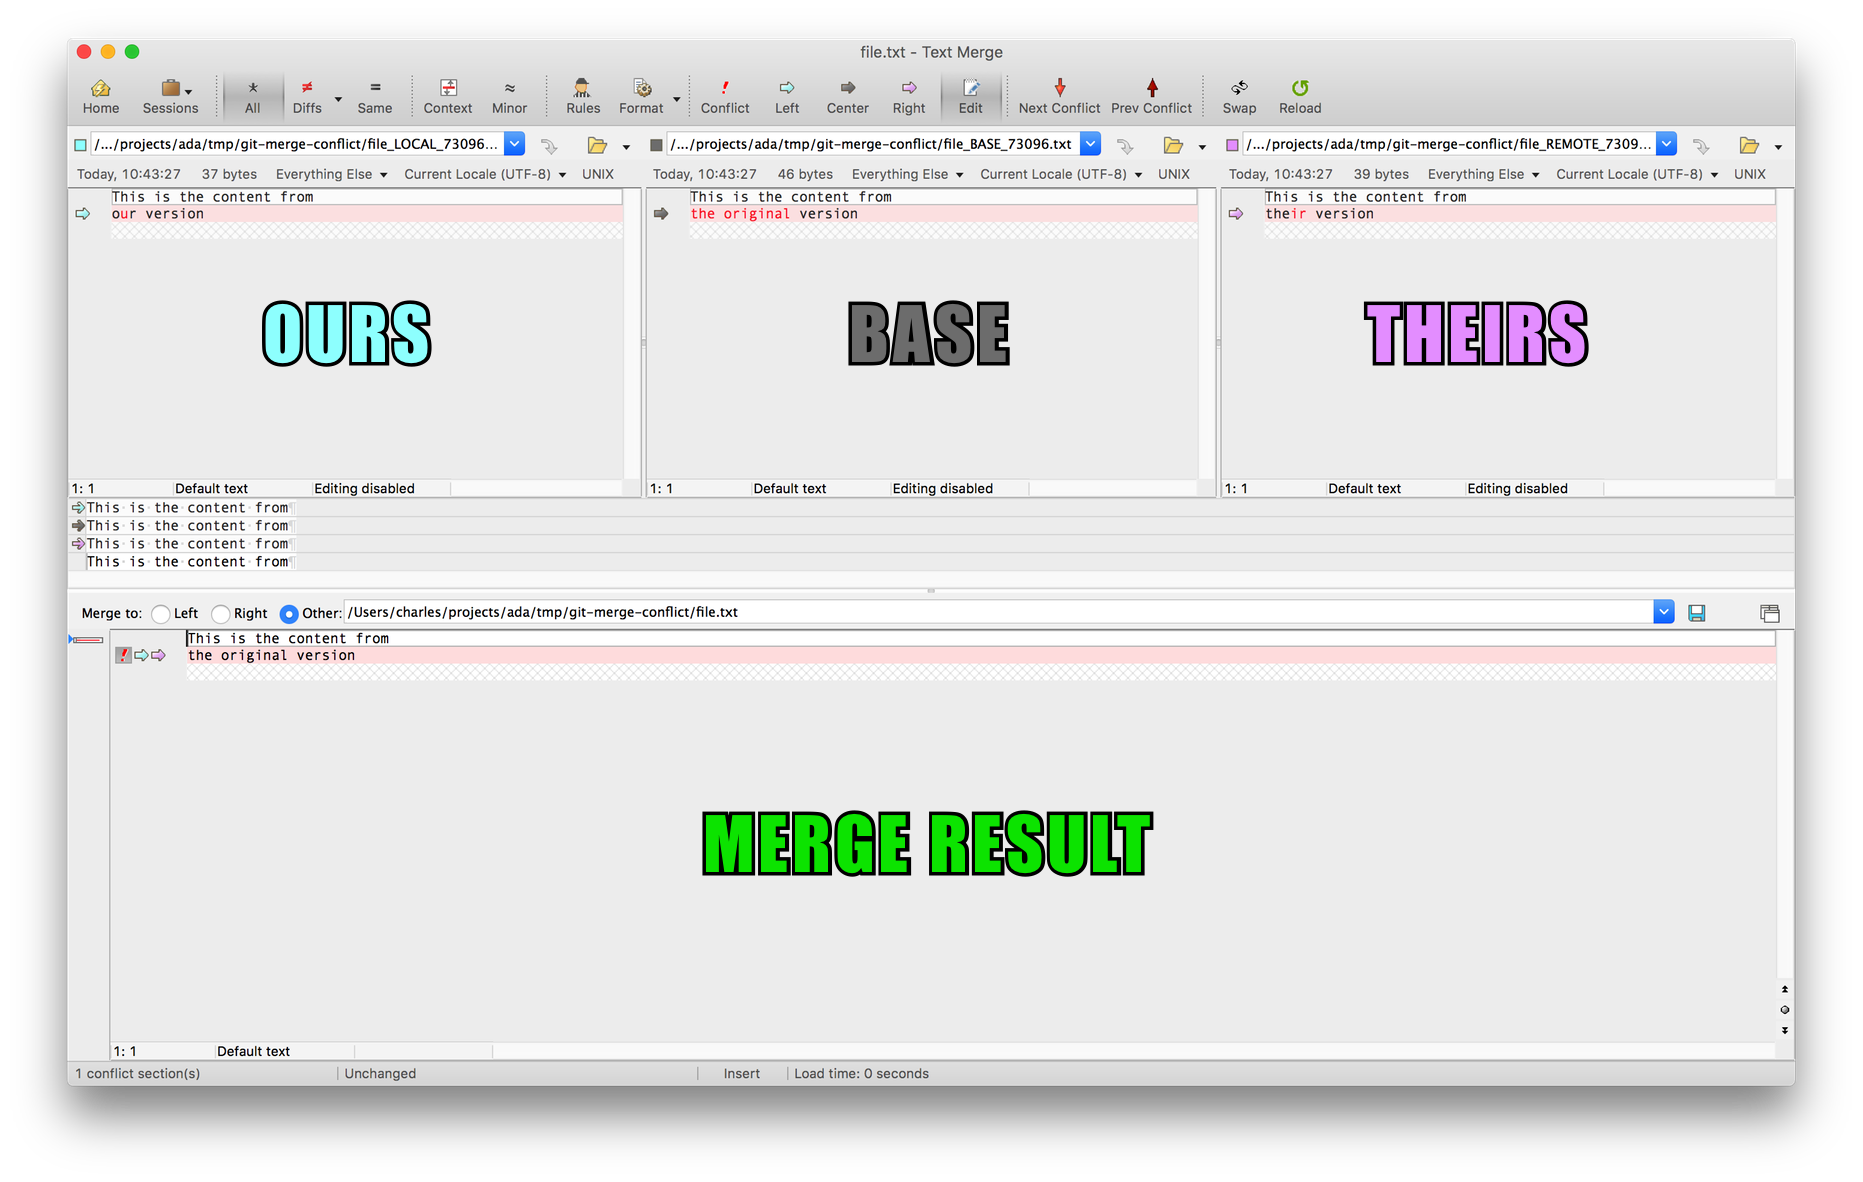 file.txt - Text Merge
Home Sessions All Diffs Same Context Minor Rules Format Conflict Left Center Right Edit Next Conflict Prev Conflict Swap Reload
/.../projects/ada/tmp/git-merge-conflict/file_LOCAL_73096... /.../projects/ada/tmp/git-merge-conflict/file_BASE_73096.txt /.../projects/ada/tmp/git-merge-conflict/file_REMOTE_7309...
Today, 10:43:27 37 bytes Everything Else Current Locale (UTF-8) UNIX Today, 10:43:27 46 bytes Everything Else Current Locale (UTF-8) UNIX Today, 10:43:27 39 bytes Everything Else Current Locale (UTF-8) UNIX
This is the content from This is the content from This is the content from
our version the original version their version
OURS BASE THEIRS
1: 1 Default text Editing disabled 1: 1 Default text Editing disabled 1: 1 Default text Editing disabled
This is the content from¶
This is the content from¶
This is the content from¶
This is the content from¶
Merge to: Left Right Other: /Users/charles/projects/ada/tmp/git-merge-conflict/file.txt
This is the content from
the original version
MERGE RESULT
1: 1 Default text
1 conflict section(s) Unchanged Insert Load time: 0 seconds